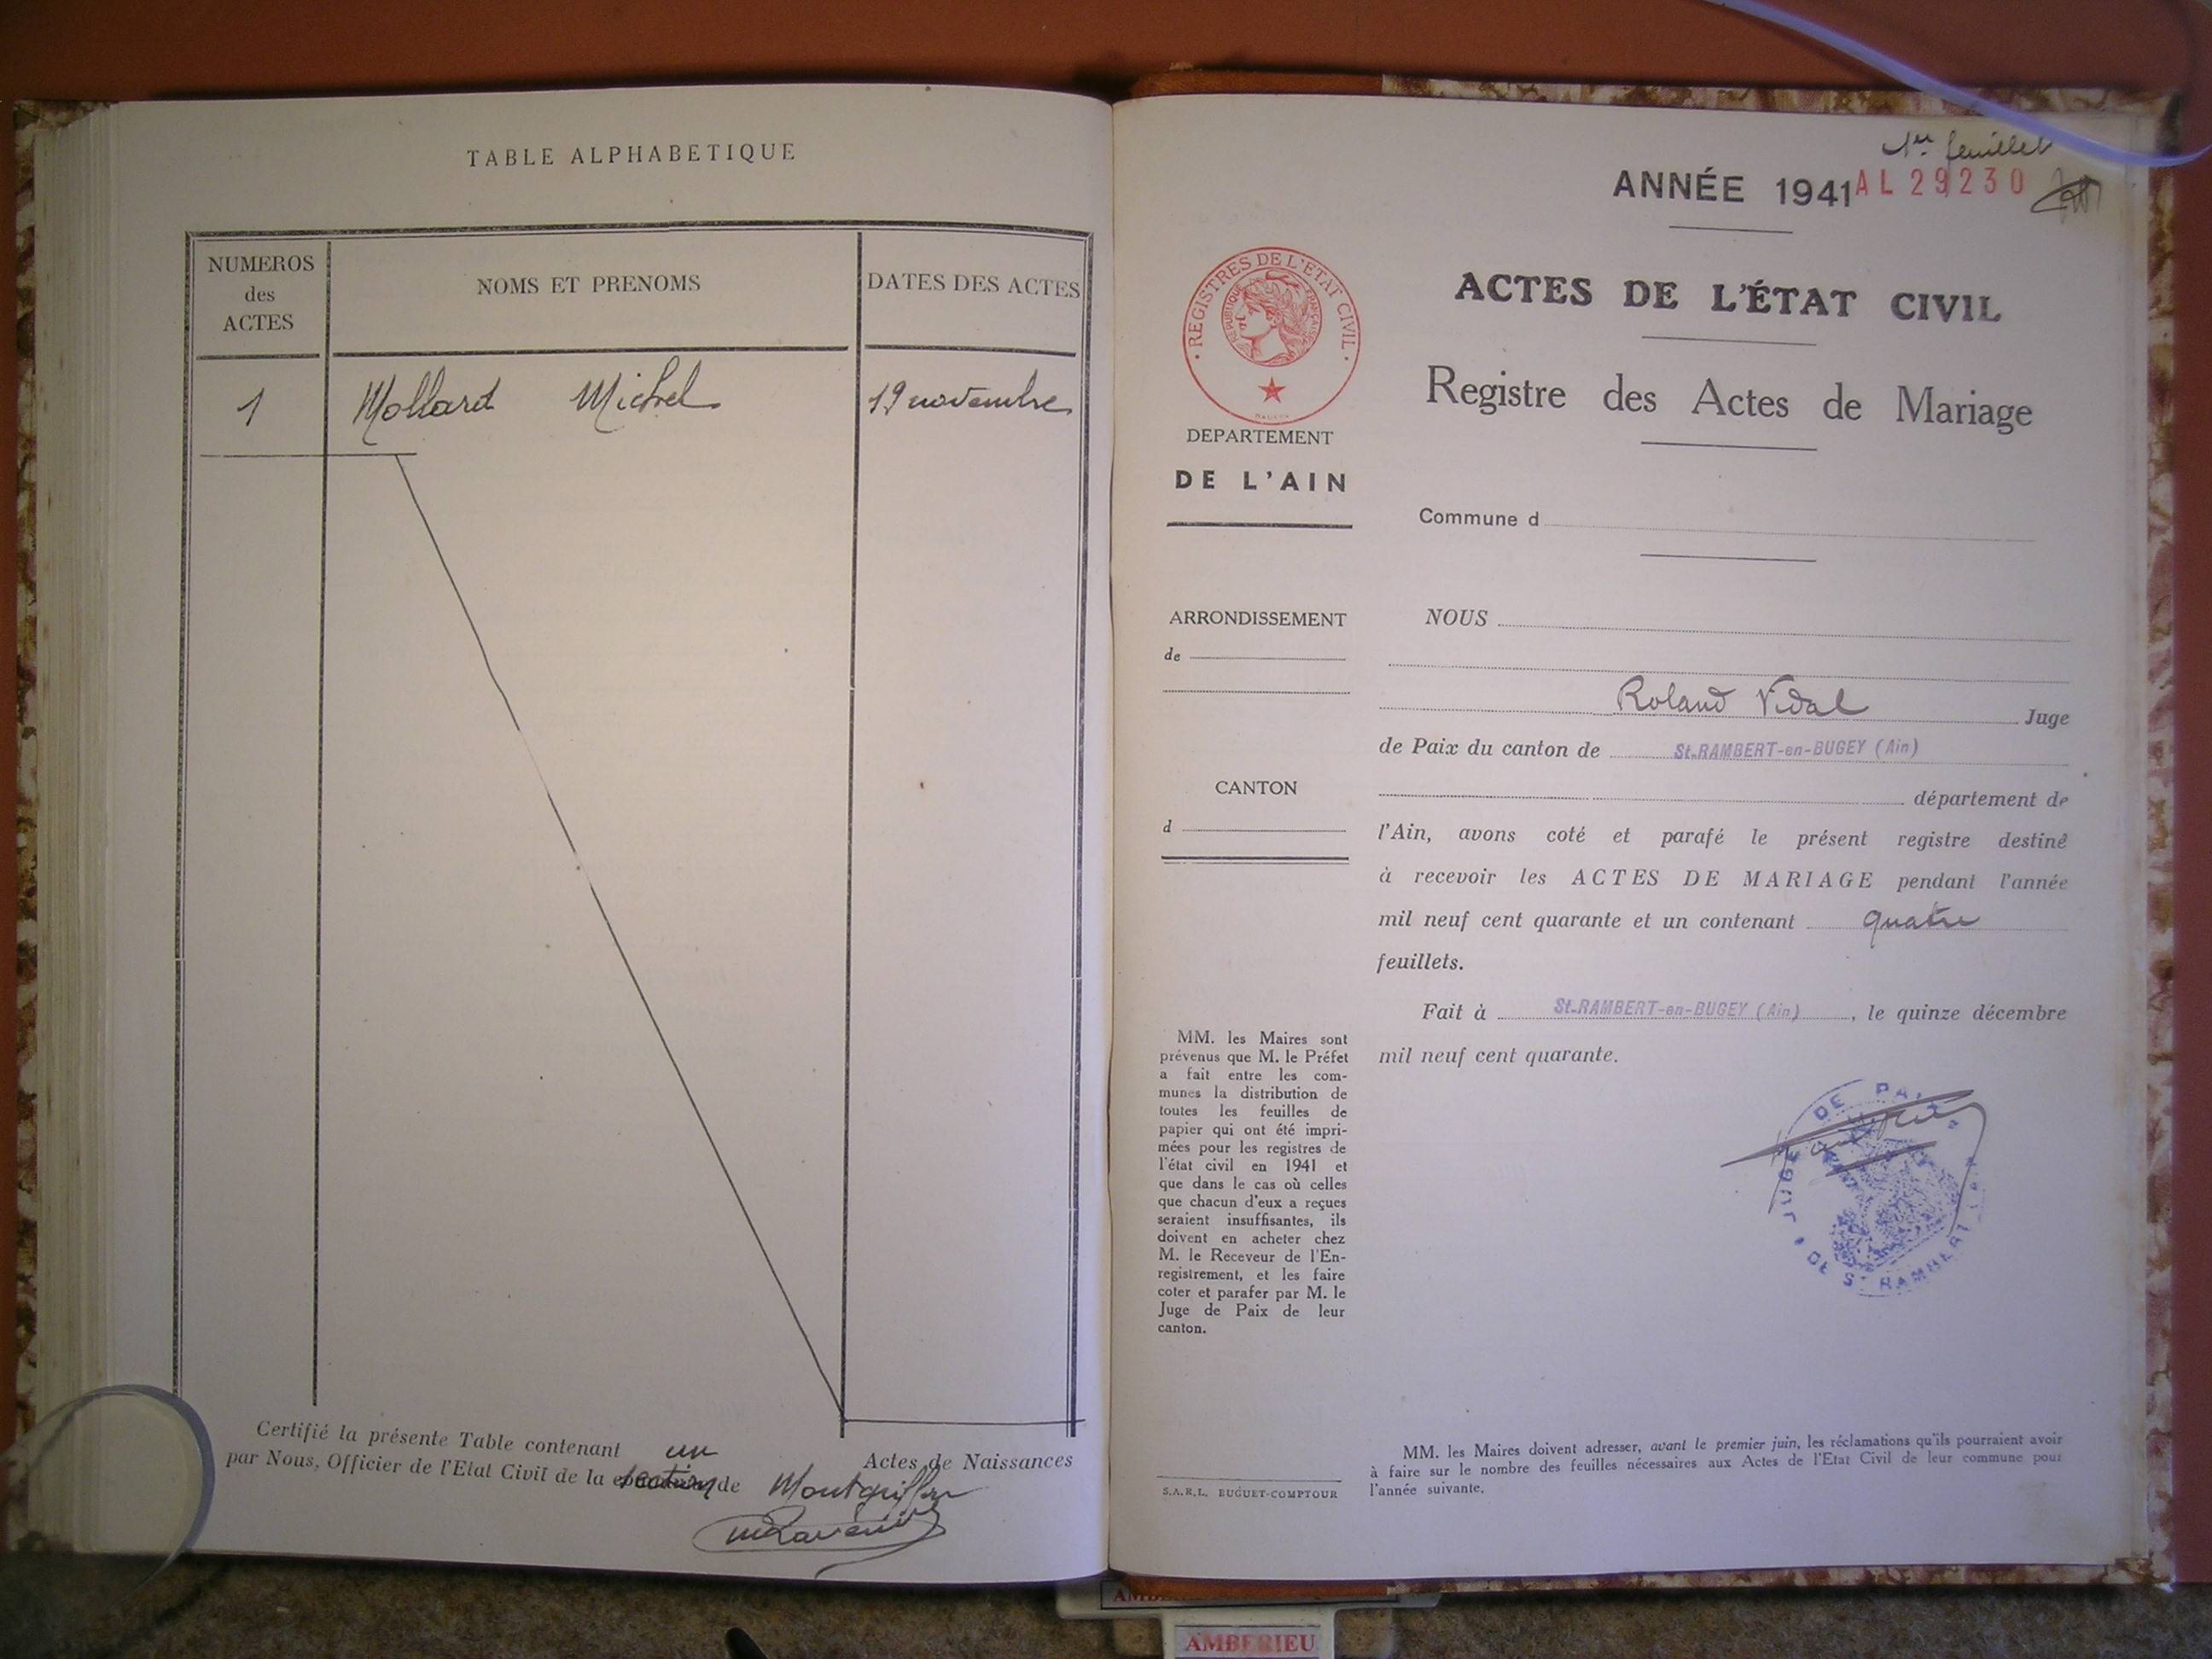 TABLE ALPHABETIQUE
NUMEROS
des
ACTES
NOMS ET PRENOMS
DATES DES ACTES
1 Mollard Michel 19 novembre
Certifié la présente Table contenant un Actes de Naissances
par Nous, Officier de l'Etat Civil de la section de
1er feuillet
ANNÉE 1941 AL 29230
REGISTRES DE L'ETAT CIVIL
REPUBLIQUE FRANÇAISE
ACTES DE L'ÉTAT CIVIL
Registre des Actes de Mariage
DEPARTEMENT
DE L'AIN
Commune d
ARRONDISSEMENT
de
CANTON
d
NOUS
Roland Vidal Juge
de Paix du canton de St-RAMBERT-en-BUGEY (Ain)
département de
l'Ain, avons coté et parafé le présent registre destiné
à recevoir les ACTES DE MARIAGE pendant l'année
mil neuf cent quarante et un contenant quatre
feuillets.
Fait à St-RAMBERT-en-BUGEY (Ain), le quinze décembre
mil neuf cent quarante.
JUGE DE PAIX
DE St RAMBERT
MM. les Maires sont
prévenus que M. le Préfet
a fait entre les com-
munes la distribution de
toutes les feuilles de
papier qui ont été impri-
mées pour les registres de
l'état civil en 1941 et
que dans le cas où celles
que chacun d'eux a reçues
seraient insuffisantes, ils
doivent en acheter chez
M. le Receveur de l'En-
registrement, et les faire
coter et parafer par M. le
Juge de Paix de leur
canton.
S.A.R.L. EUGUET-COMPTOUR
MM. les Maires doivent adresser, avant le premier juin, les réclamations qu'ils pourraient avoir
à faire sur le nombre des feuilles nécessaires aux Actes de l'Etat Civil de leur commune pour
l'année suivante.
AMBERIEU